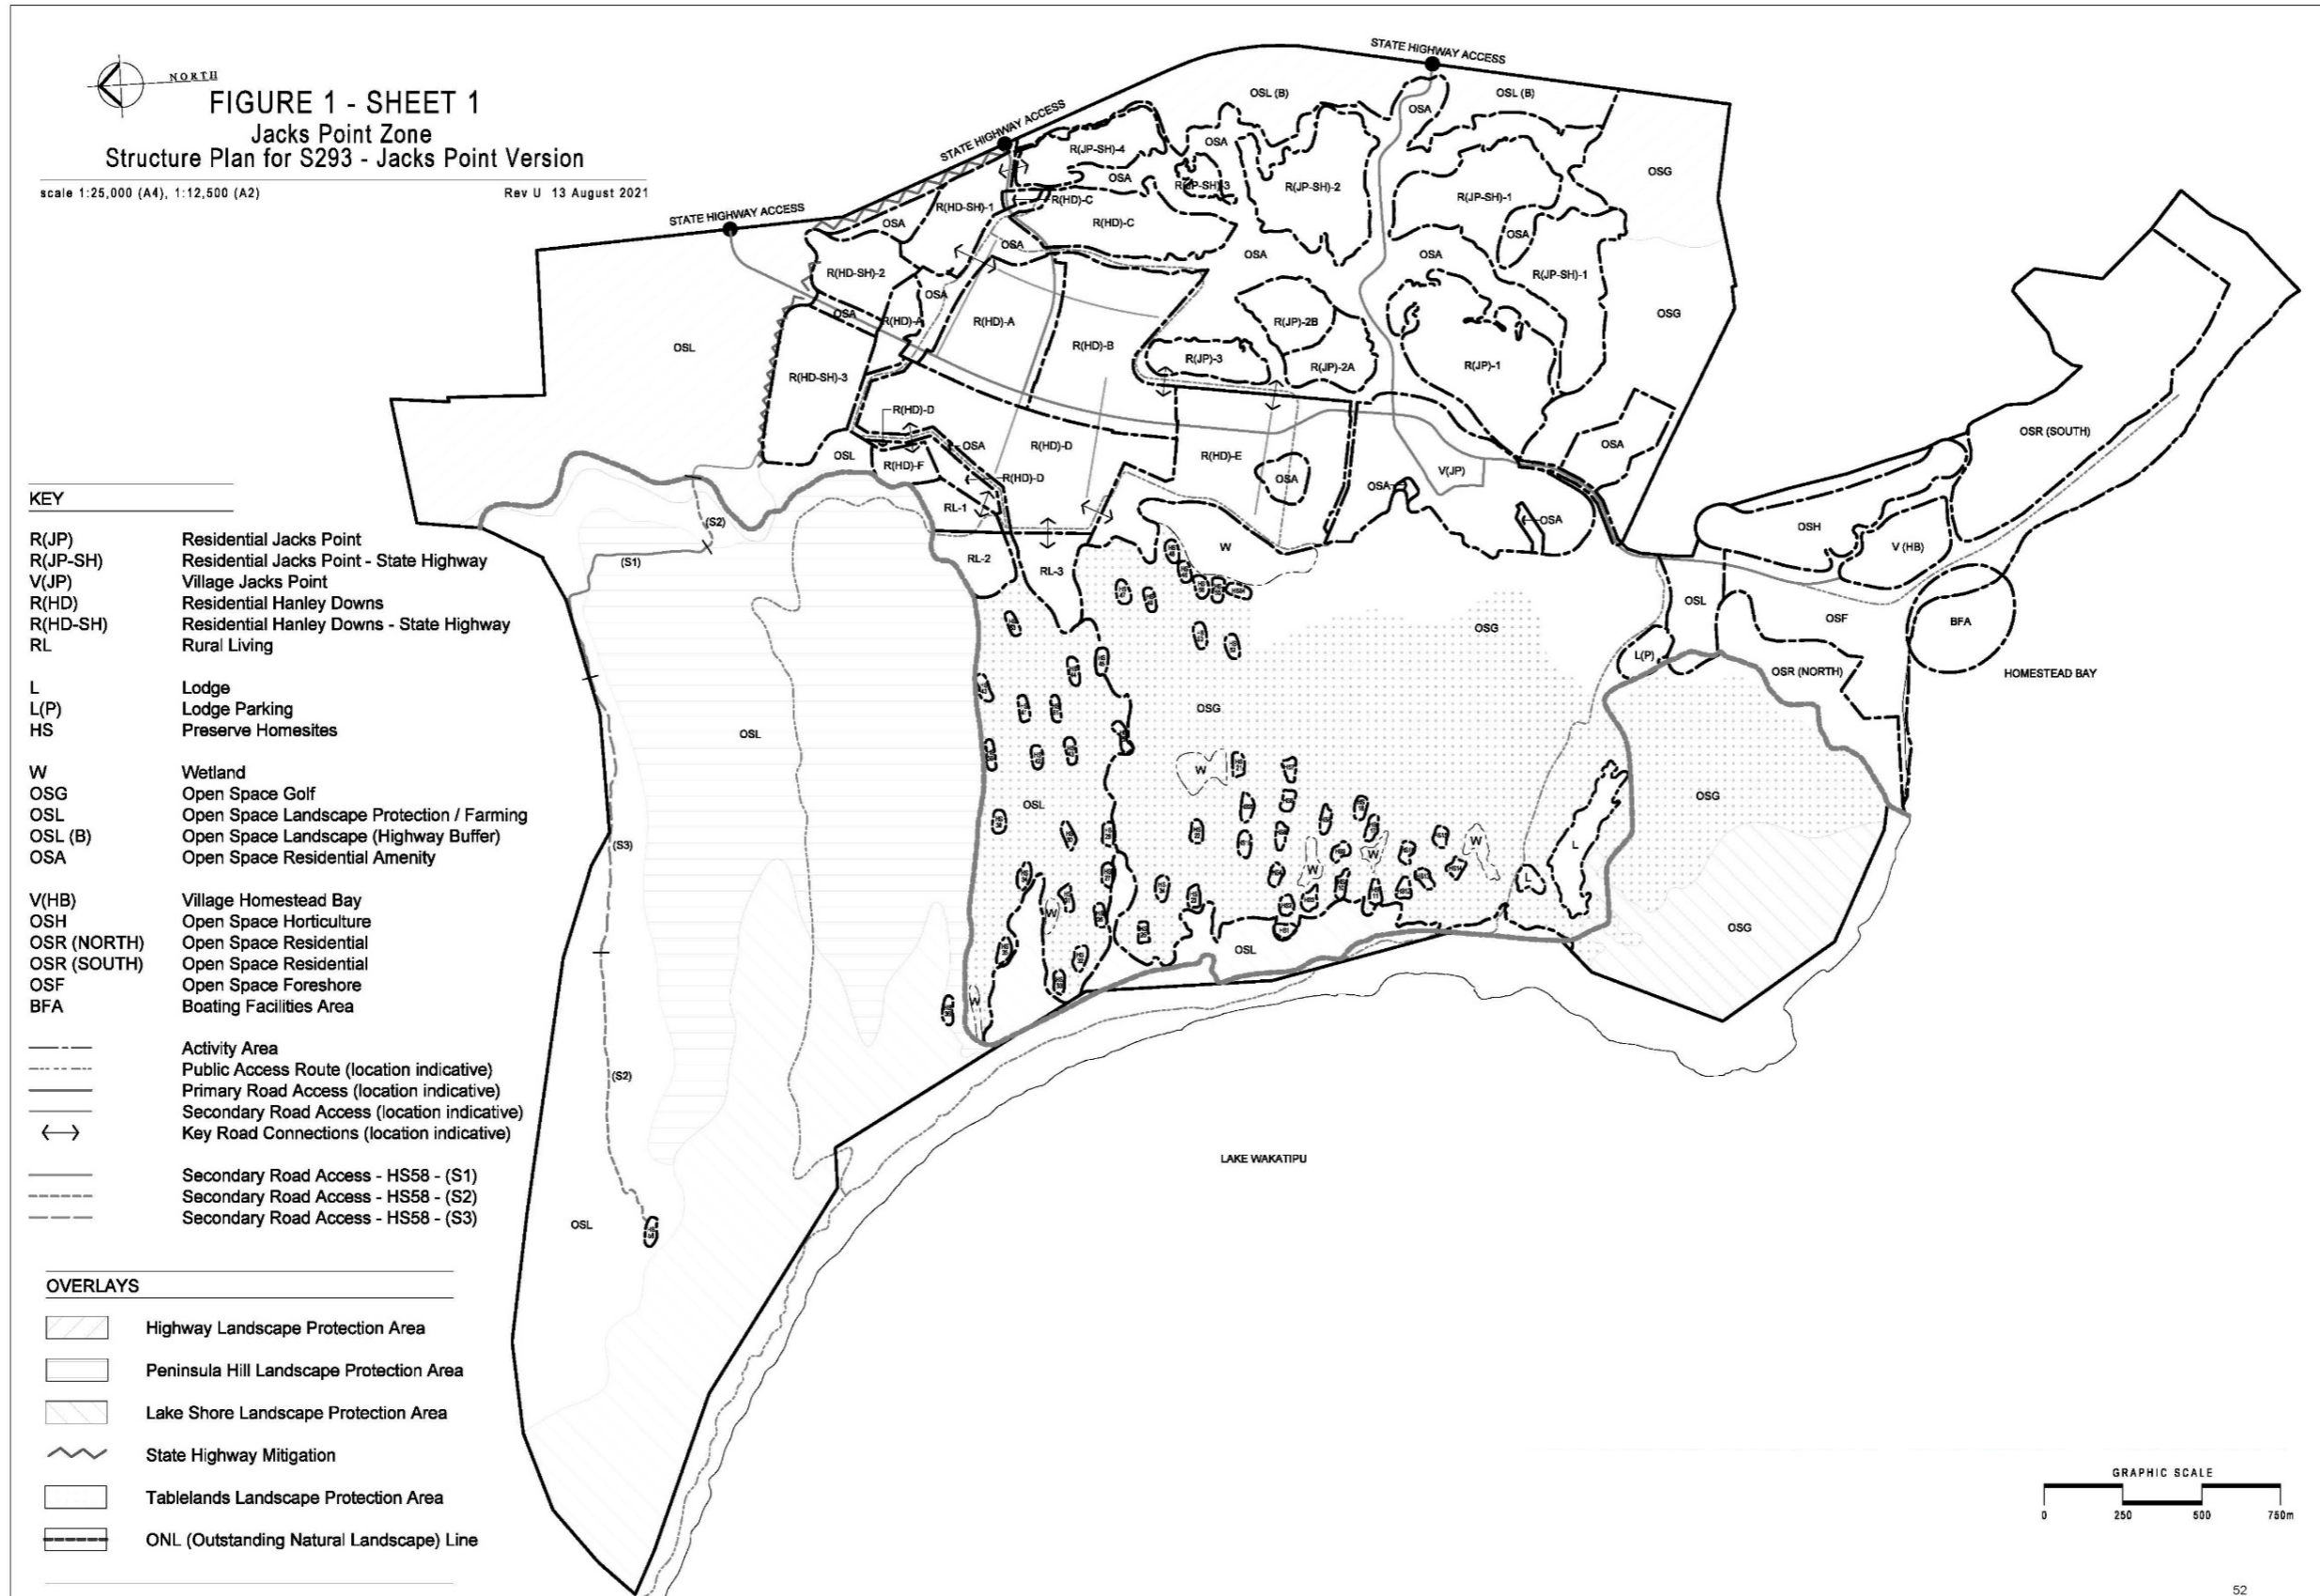 NORTH
FIGURE 1 - SHEET 1
Jacks Point Zone
Structure Plan for S293 - Jacks Point Version
scale 1:25,000 (A4), 1:12,500 (A2)
Rev U 13 August 2021
KEY
R(JP) Residential Jacks Point
R(JP-SH) Residential Jacks Point - State Highway
V(JP) Village Jacks Point
R(HD) Residential Hanley Downs
R(HD-SH) Residential Hanley Downs - State Highway
RL Rural Living
L Lodge
L(P) Lodge Parking
HS Preserve Homesites
W Wetland
OSG Open Space Golf
OSL Open Space Landscape Protection / Farming
OSL (B) Open Space Landscape (Highway Buffer)
OSA Open Space Residential Amenity
V(HB) Village Homestead Bay
OSH Open Space Horticulture
OSR (NORTH) Open Space Residential
OSR (SOUTH) Open Space Residential
OSF Open Space Foreshore
BFA Boating Facilities Area
Activity Area
Public Access Route (location indicative)
Primary Road Access (location indicative)
Secondary Road Access (location indicative)
Key Road Connections (location indicative)
Secondary Road Access - HS58 - (S1)
Secondary Road Access - HS58 - (S2)
Secondary Road Access - HS58 - (S3)
OVERLAYS
Highway Landscape Protection Area
Peninsula Hill Landscape Protection Area
Lake Shore Landscape Protection Area
State Highway Mitigation
Tablelands Landscape Protection Area
ONL (Outstanding Natural Landscape) Line
STATE HIGHWAY ACCESS
STATE HIGHWAY ACCESS
STATE HIGHWAY ACCESS
OSL (B)
OSL (B)
OSA
OSA
R(JP-SH)-4
OSA
R(JP-SH)-3
R(JP-SH)-2
R(JP-SH)-1
OSG
R(HD-SH)-1
R(HD)-C
R(HD)-C
OSA
OSA
OSA
OSA
OSA
R(HD-SH)-2
R(JP-SH)-1
OSA
OSA
R(HD)-A
R(HD)-A
R(JP)-2B
OSG
OSL
R(HD)-B
R(JP)-3
R(JP)-2A
R(JP)-1
R(HD-SH)-3
R(HD)-D
OSA
R(HD)-D
OSA
OSR (SOUTH)
OSL
R(HD)-F
R(HD)-E
V(JP)
R(HD)-D
OSA
OSA
RL-1
OSA
OSH
V (HB)
W
(S2)
(S1)
RL-2
RL-3
OSL
OSG
OSF
BFA
L(P)
OSR (NORTH)
HOMESTEAD BAY
OSG
OSL
W
OSG
OSL
(S3)
W
W
W
L
L
W
OSG
OSL
W
(S2)
LAKE WAKATIPU
OSL
GRAPHIC SCALE
0 250 500 750m
52